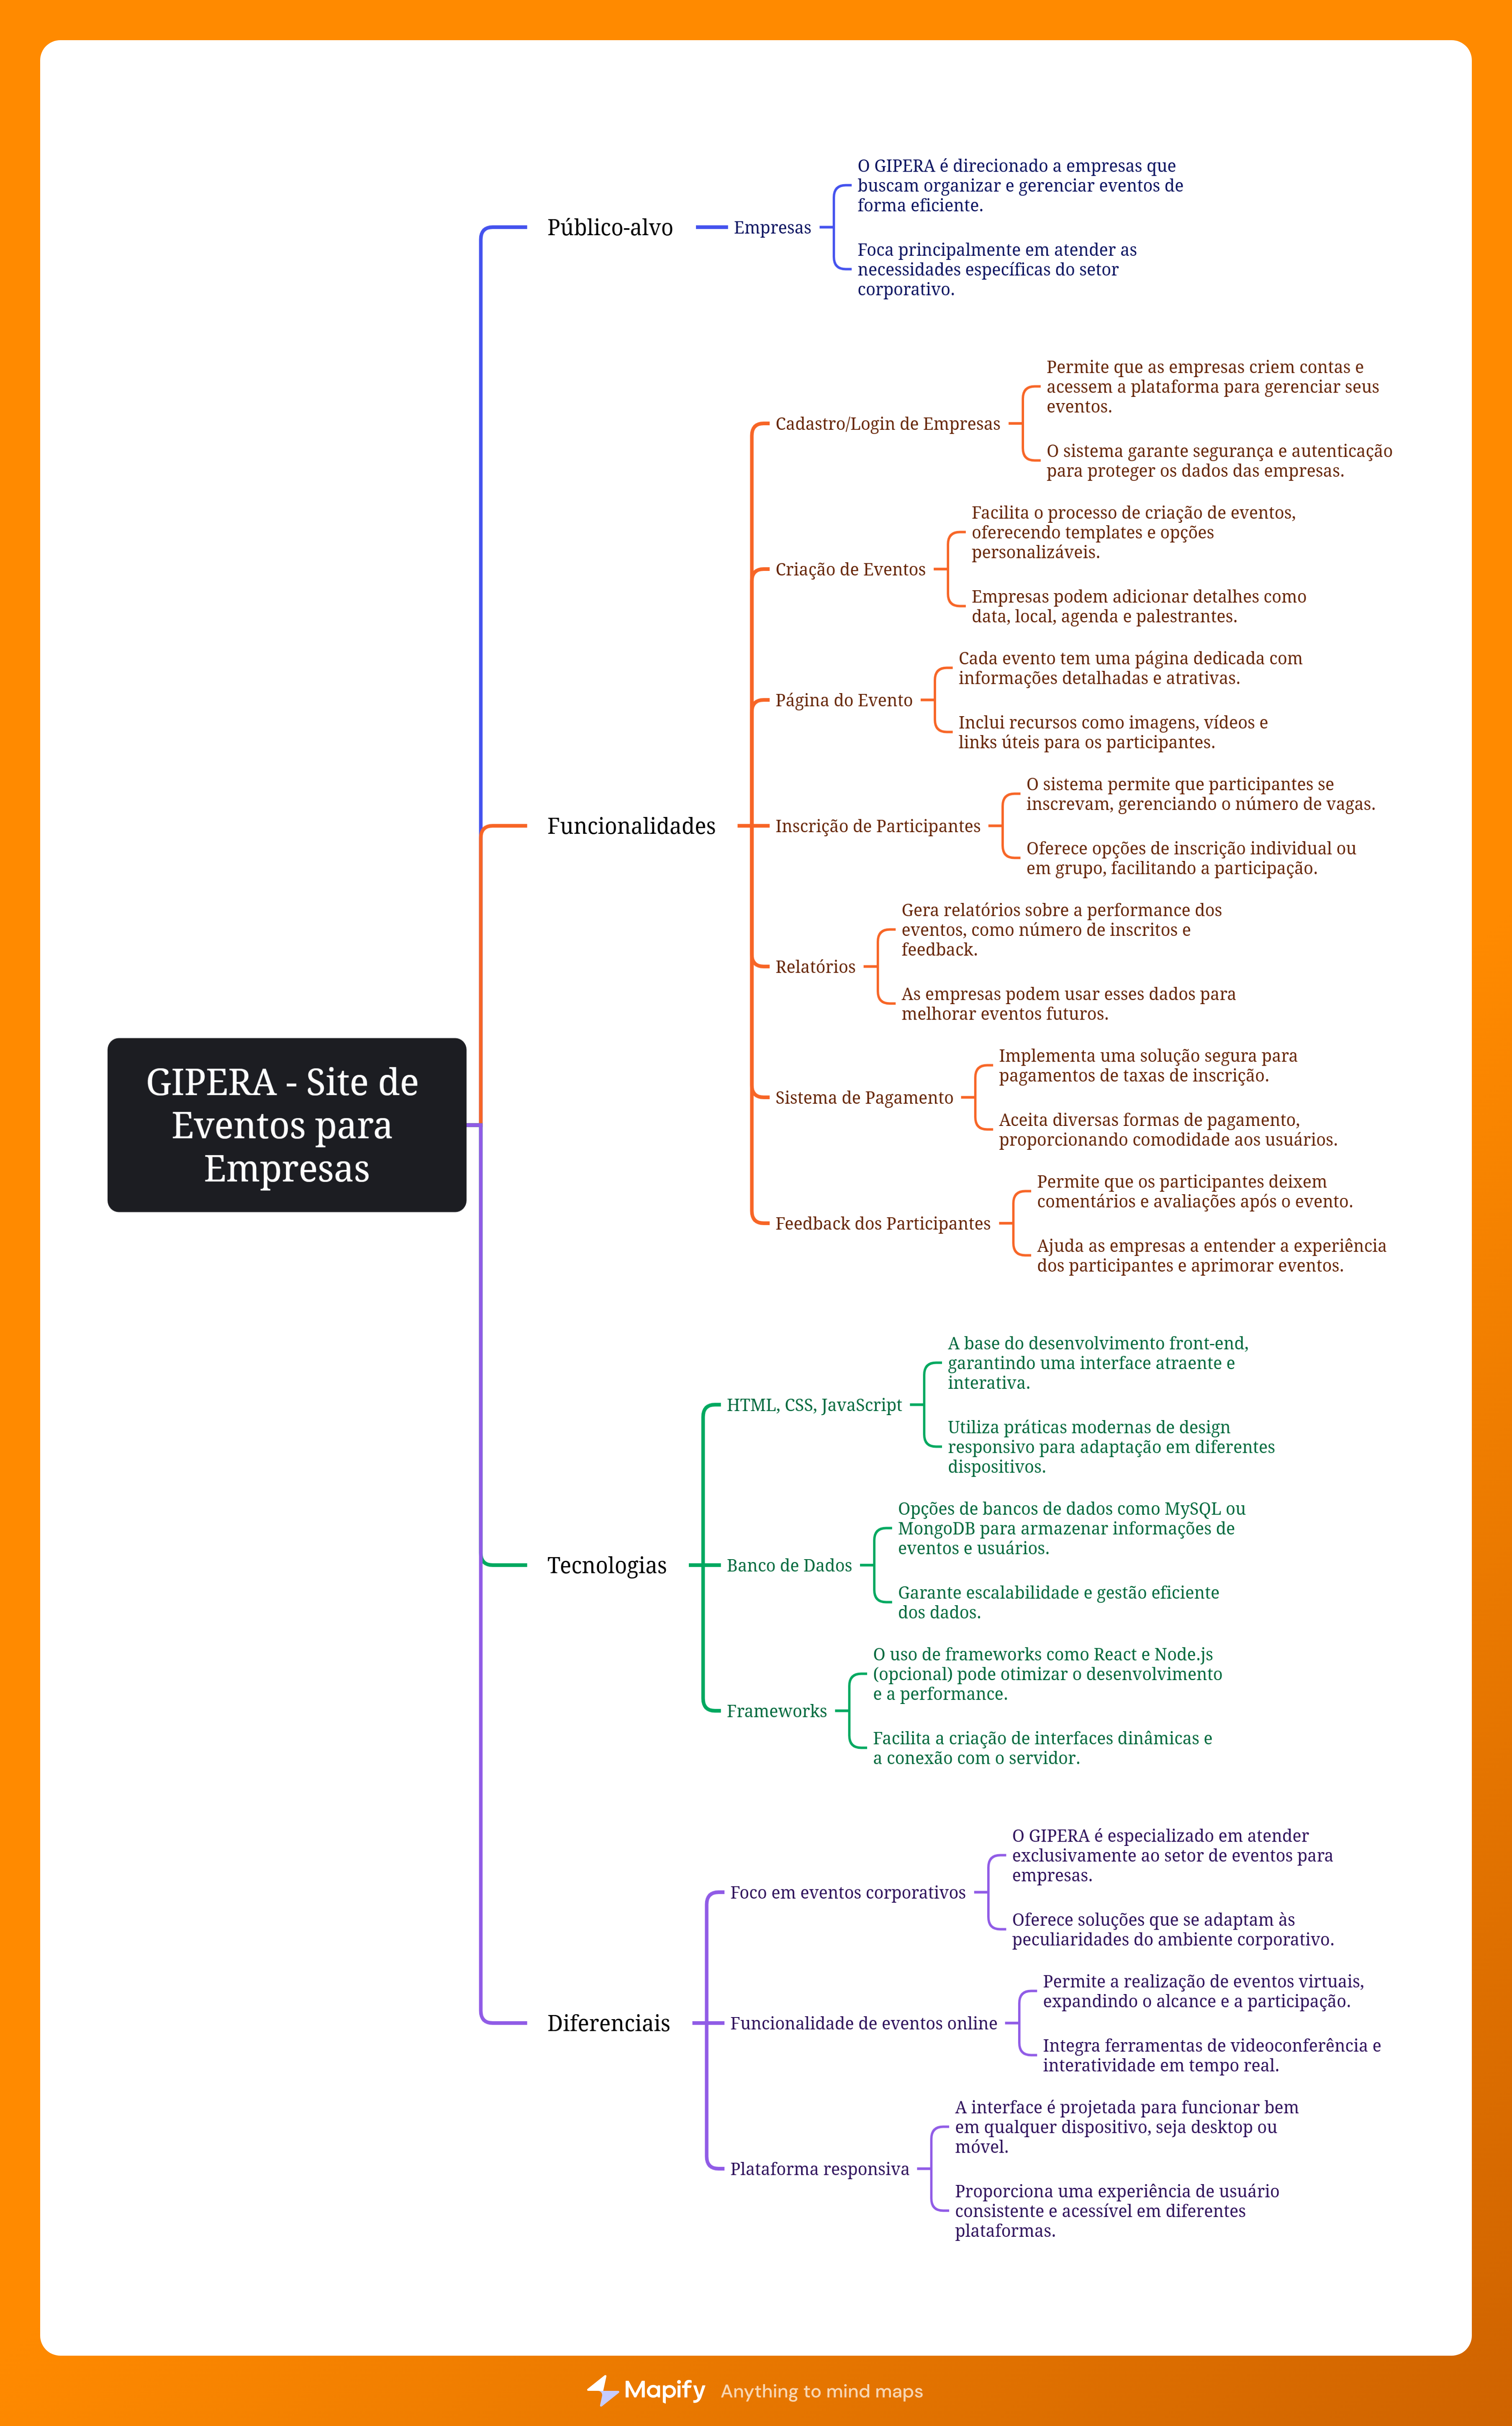 GIPERA - Site de
Eventos para
Empresas
Público-alvo
Empresas
O GIPERA é direcionado a empresas que
buscam organizar e gerenciar eventos de
forma eficiente.
Foca principalmente em atender as
necessidades específicas do setor
corporativo.
Funcionalidades
Cadastro/Login de Empresas
Permite que as empresas criem contas e
acessem a plataforma para gerenciar seus
eventos.
O sistema garante segurança e autenticação
para proteger os dados das empresas.
Criação de Eventos
Facilita o processo de criação de eventos,
oferecendo templates e opções
personalizáveis.
Empresas podem adicionar detalhes como
data, local, agenda e palestrantes.
Página do Evento
Cada evento tem uma página dedicada com
informações detalhadas e atrativas.
Inclui recursos como imagens, vídeos e
links úteis para os participantes.
Inscrição de Participantes
O sistema permite que participantes se
inscrevam, gerenciando o número de vagas.
Oferece opções de inscrição individual ou
em grupo, facilitando a participação.
Relatórios
Gera relatórios sobre a performance dos
eventos, como número de inscritos e
feedback.
As empresas podem usar esses dados para
melhorar eventos futuros.
Sistema de Pagamento
Implementa uma solução segura para
pagamentos de taxas de inscrição.
Aceita diversas formas de pagamento,
proporcionando comodidade aos usuários.
Feedback dos Participantes
Permite que os participantes deixem
comentários e avaliações após o evento.
Ajuda as empresas a entender a experiência
dos participantes e aprimorar eventos.
Tecnologias
HTML, CSS, JavaScript
A base do desenvolvimento front-end,
garantindo uma interface atraente e
interativa.
Utiliza práticas modernas de design
responsivo para adaptação em diferentes
dispositivos.
Banco de Dados
Opções de bancos de dados como MySQL ou
MongoDB para armazenar informações de
eventos e usuários.
Garante escalabilidade e gestão eficiente
dos dados.
Frameworks
O uso de frameworks como React e Node.js
(opcional) pode otimizar o desenvolvimento
e a performance.
Facilita a criação de interfaces dinâmicas e
a conexão com o servidor.
Diferenciais
Foco em eventos corporativos
O GIPERA é especializado em atender
exclusivamente ao setor de eventos para
empresas.
Oferece soluções que se adaptam às
peculiaridades do ambiente corporativo.
Funcionalidade de eventos online
Permite a realização de eventos virtuais,
expandindo o alcance e a participação.
Integra ferramentas de videoconferência e
interatividade em tempo real.
Plataforma responsiva
A interface é projetada para funcionar bem
em qualquer dispositivo, seja desktop ou
móvel.
Proporciona uma experiência de usuário
consistente e acessível em diferentes
plataformas.
Mapify Anything to mind maps